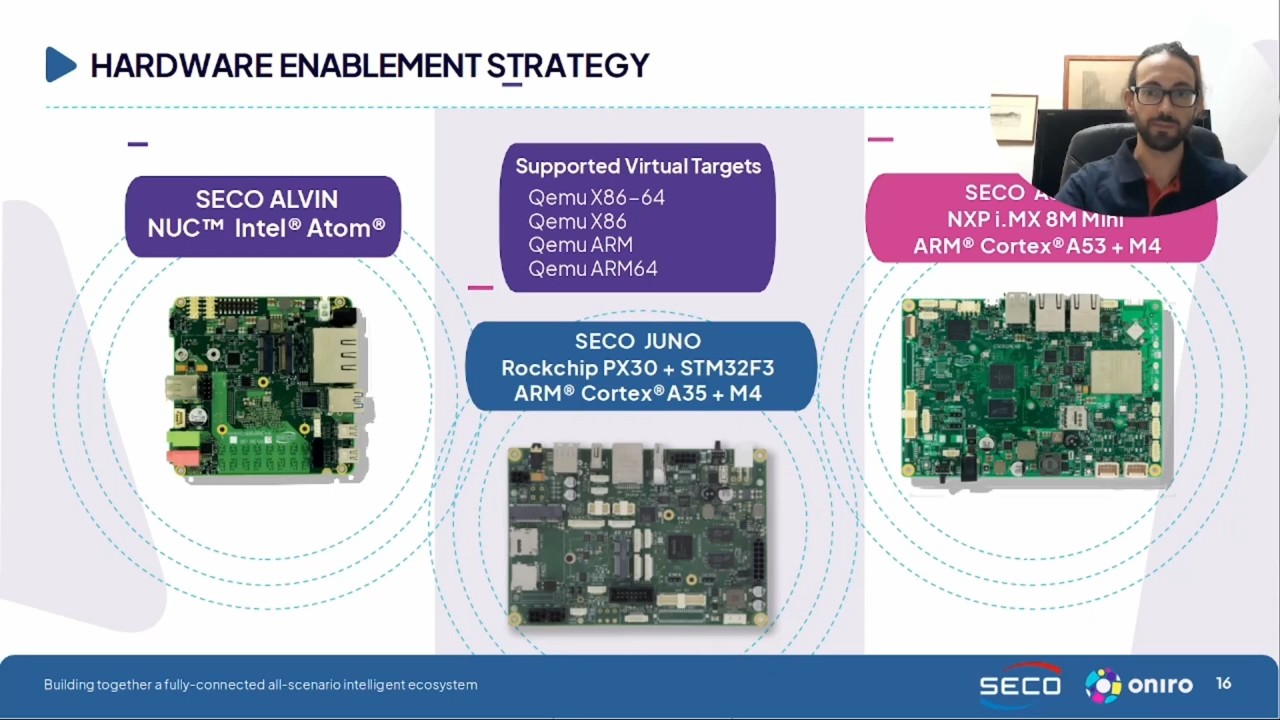 HARDWARE ENABLEMENT STRATEGY
SECO ALVIN
NUC™ Intel® Atom®
Supported Virtual Targets
Qemu X86-64
Qemu X86
Qemu ARM
Qemu ARM64
SECO JUNO
Rockchip PX30 + STM32F3
ARM® Cortex®A35 + M4
SECO
NXP i.MX 8M Mini
ARM® Cortex®A53 + M4
Building together a fully-connected all-scenario intelligent ecosystem
SECO
oniro
16